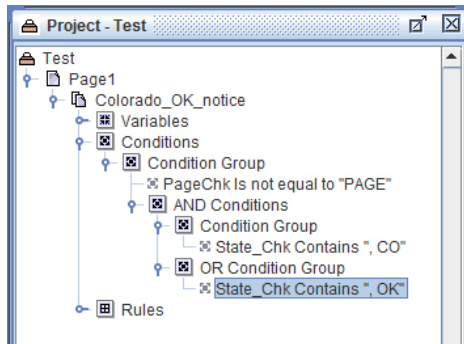 Project - Test
Test
Page1
Colorado_OK_notice
Variables
Conditions
Condition Group
PageChk Is not equal to "PAGE"
AND Conditions
Condition Group
State_Chk Contains ", CO"
OR Condition Group
State_Chk Contains ", OK"
Rules